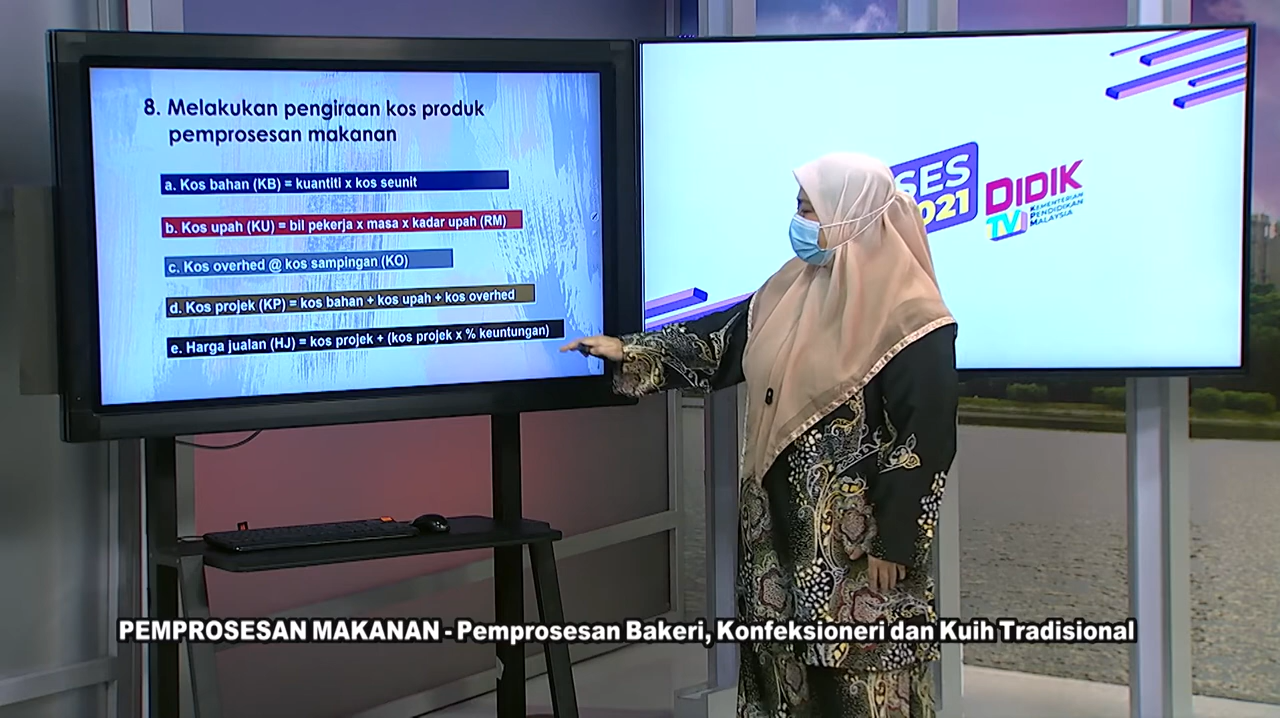 8. Melakukan pengiraan kos produk
pemprosesan makanan
a. Kos bahan (KB) = kuantiti x kos seunit
b. Kos upah (KU) = bil pekerja x masa x kadar upah (RM)
c. Kos overhed @ kos sampingan (KO)
d. Kos projek (KP) = kos bahan + kos upah + kos overhed
e. Harga jualan (HJ) = kos projek + (kos projek x % keuntungan)
SES
2021
DIDIK
TV
KEMENTERIAN
PENDIDIKAN
MALAYSIA
PEMPROSESAN MAKANAN - Pemprosesan Bakeri, Konfeksioneri dan Kuih Tradisional